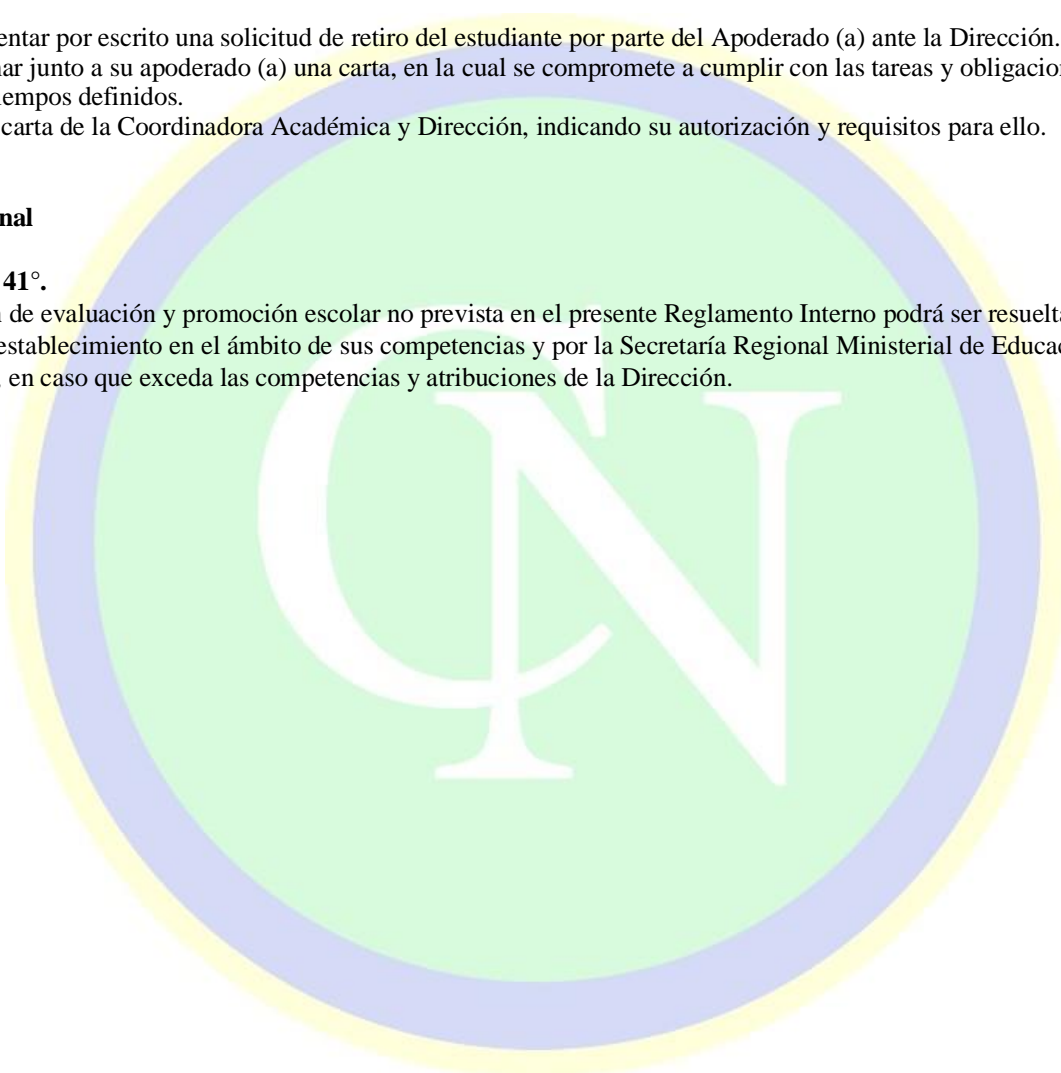 entar por escrito una solicitud de retiro del estudiante por parte del Apoderado (a) ante la Dirección.
ar junto a su apoderado (a) una carta, en la cual se compromete a cumplir con las tareas y obligacion
iempos definidos.
carta de la Coordinadora Académica y Dirección, indicando su autorización y requisitos para ello.
nal
41°.
n de evaluación y promoción escolar no prevista en el presente Reglamento Interno podrá ser resuelta
establecimiento en el ámbito de sus competencias y por la Secretaría Regional Ministerial de Educac
, en caso que exceda las competencias y atribuciones de la Dirección.
CN